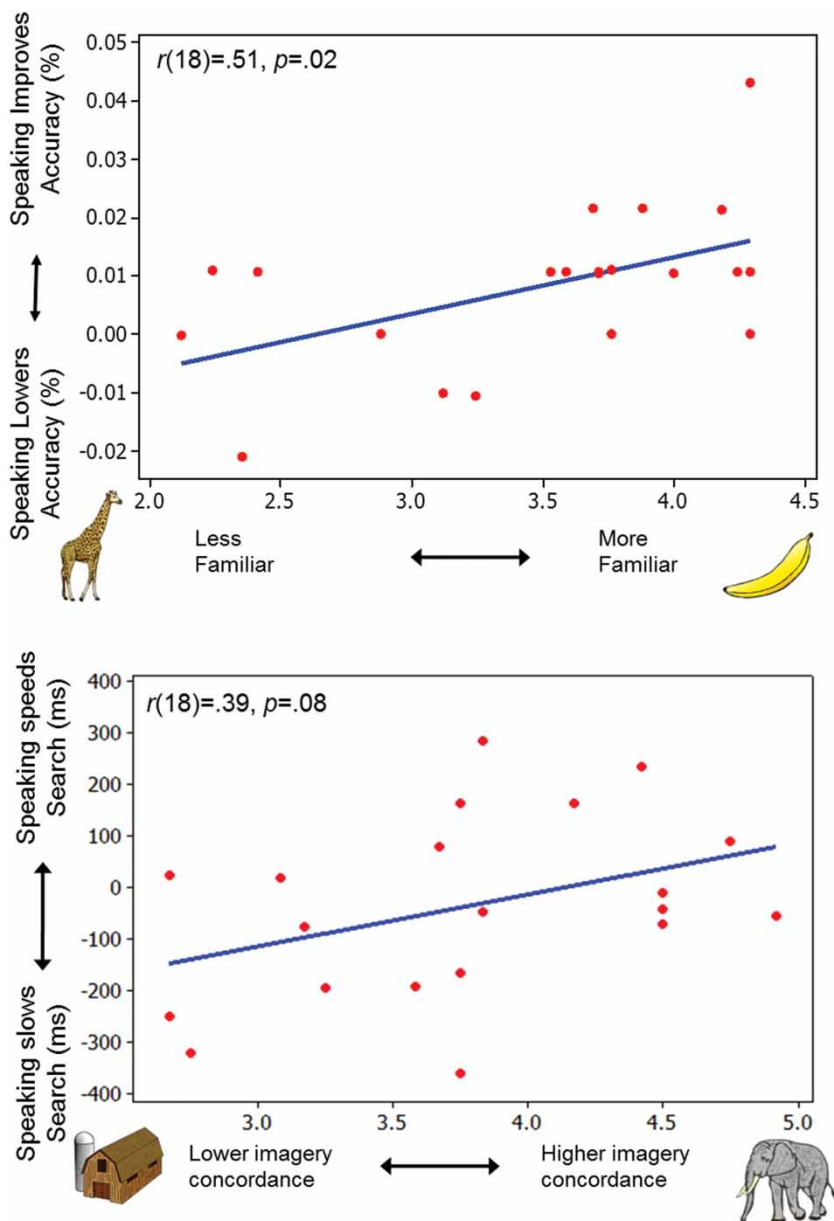 Speaking Improves
Accuracy (%)
Speaking Lowers
Accuracy (%)
r(18)=.51, p=.02
0.05
0.04
0.03
0.02
0.01
0.00
-0.01
-0.02
2.0 2.5 3.0 3.5 4.0 4.5
Less
Familiar
More
Familiar
Speaking speeds
Search (ms)
Speaking slows
Search (ms)
r(18)=.39, p=.08
400
300
200
100
0
-100
-200
-300
-400
3.0 3.5 4.0 4.5 5.0
Lower imagery
concordance
Higher imagery
concordance